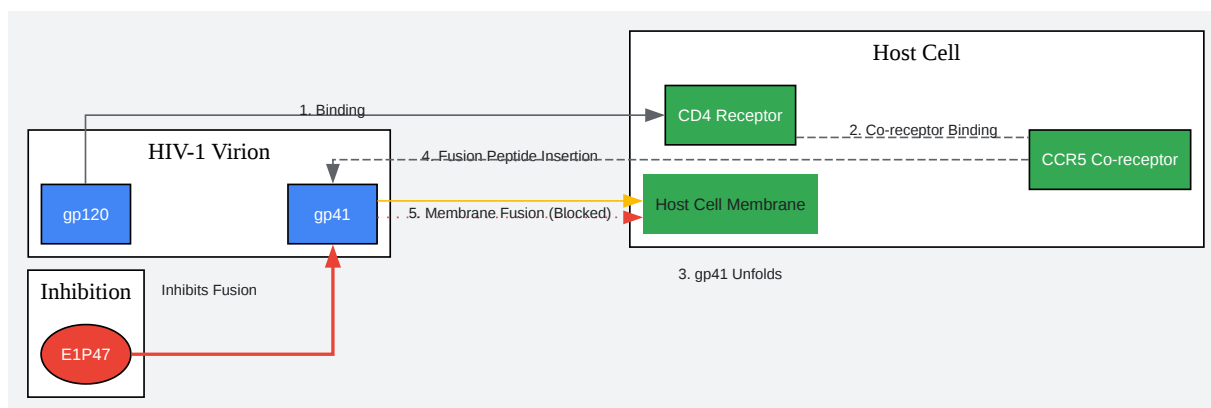 Host Cell
CD4 Receptor
1. Binding
2. Co-receptor Binding
HIV-1 Virion
4. Fusion Peptide Insertion
CCR5 Co-receptor
gp120
gp41
Host Cell Membrane
5. Membrane Fusion (Blocked)
3. gp41 Unfolds
Inhibition
Inhibits Fusion
E1P47